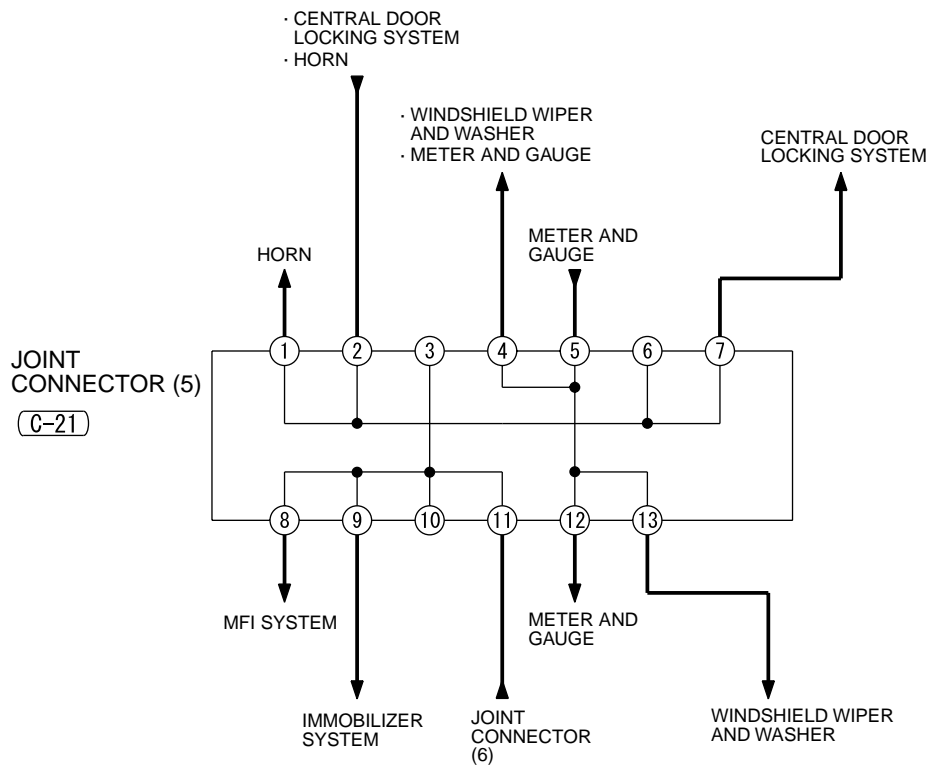 · CENTRAL DOOR
LOCKING SYSTEM
· HORN
· WINDSHIELD WIPER
AND WASHER
· METER AND GAUGE
CENTRAL DOOR
LOCKING SYSTEM
HORN
METER AND
GAUGE
JOINT
CONNECTOR (5)
C-21
1 2 3 4 5 6 7
8 9 10 11 12 13
MFI SYSTEM
METER AND
GAUGE
IMMOBILIZER
SYSTEM
JOINT
CONNECTOR
(6)
WINDSHIELD WIPER
AND WASHER